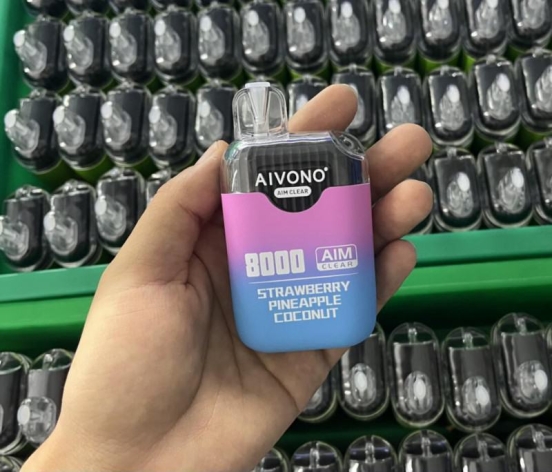 AIVONO
AIM CLEAR
8000 AIM
CLEAR
STRAWBERRY
PINEAPPLE
COCONUT